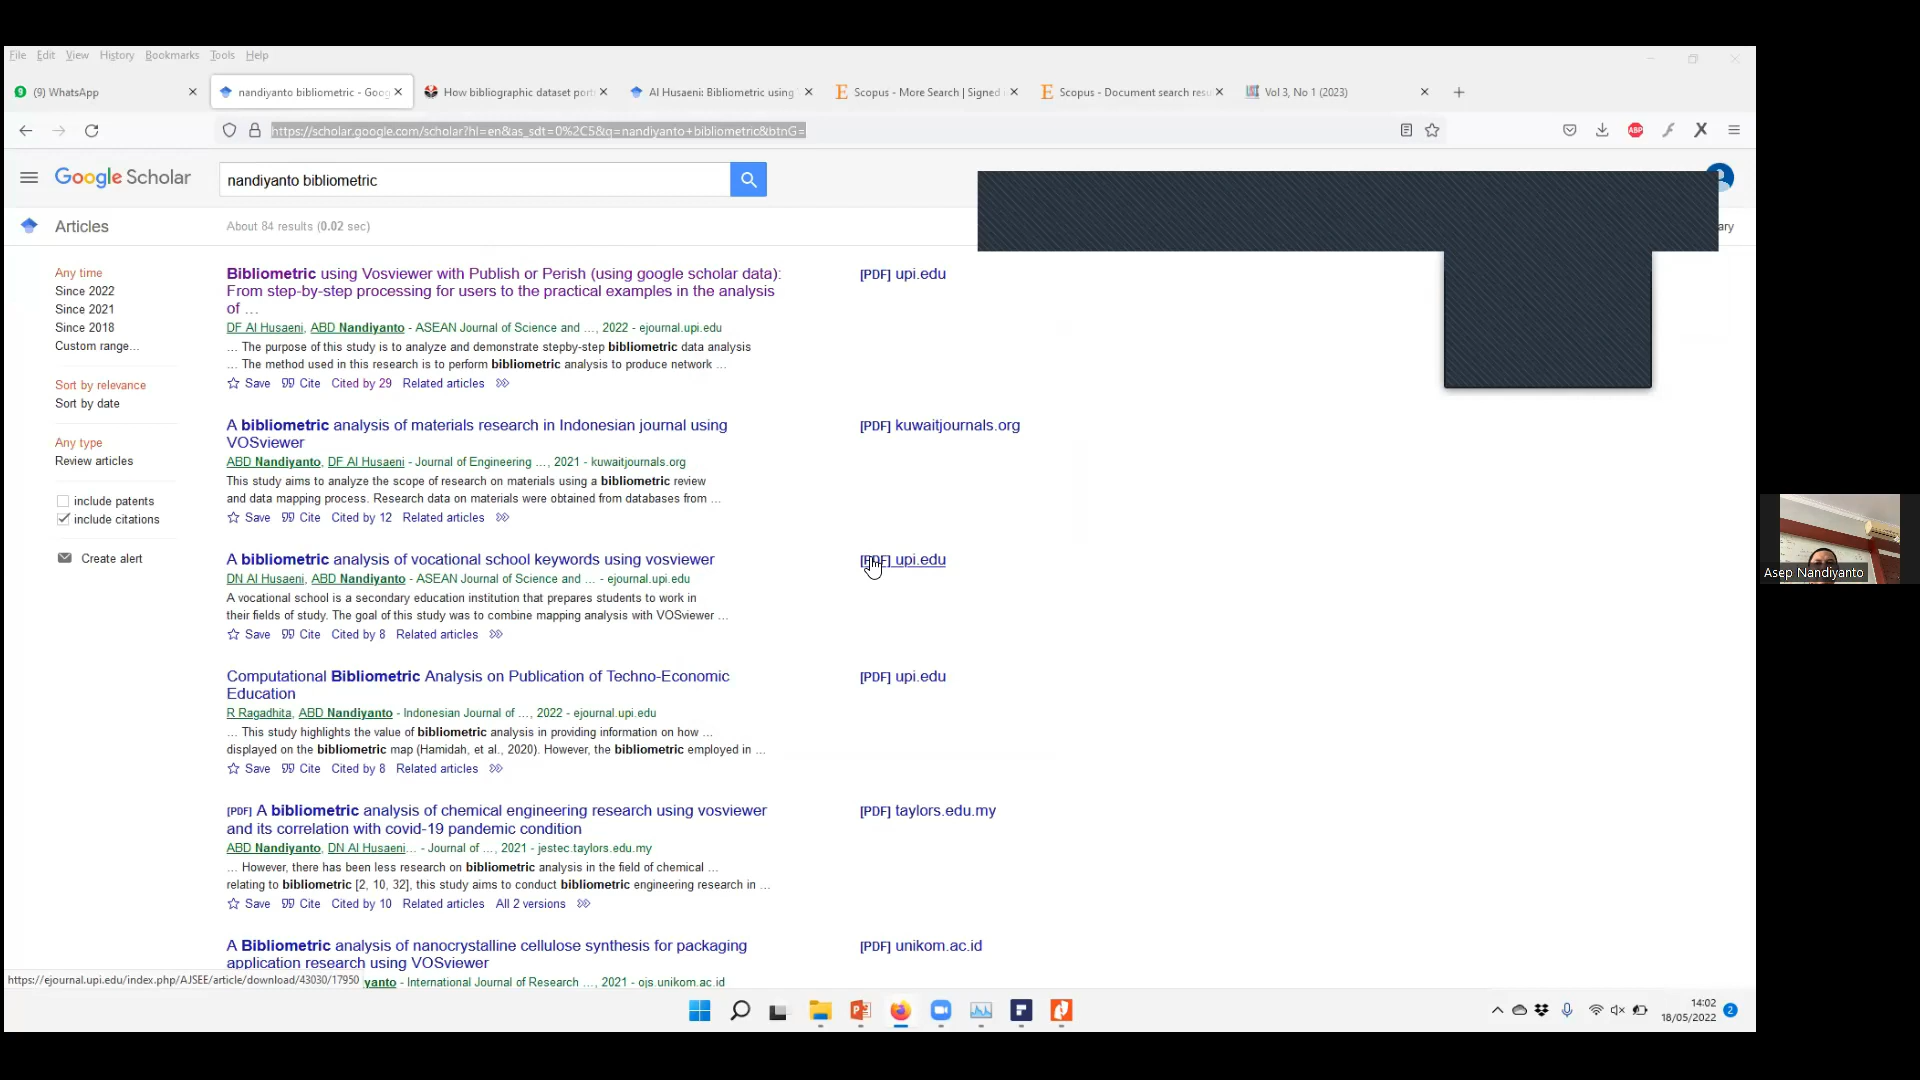 File Edit View History Bookmarks Tools Help
(9) WhatsApp
nandiyanto bibliometric - Goog
How bibliographic dataset port
Al Husaeni: Bibliometric using
Scopus - More Search | Signed
Scopus - Document search resu
Vol 3, No 1 (2023)
https://scholar.google.com/scholar?hl=en&as_sdt=0%2C5&q=nandiyanto+bibliometric&btnG=
ABP
Google Scholar
nandiyanto bibliometric
Articles
About 84 results (0.02 sec)
ary
Any time
Since 2022
Since 2021
Since 2018
Custom range...
Sort by relevance
Sort by date
Any type
Review articles
include patents
include citations
Create alert
Bibliometric using Vosviewer with Publish or Perish (using google scholar data):
From step-by-step processing for users to the practical examples in the analysis
of ...
[PDF] upi.edu
DF Al Husaeni, ABD Nandiyanto - ASEAN Journal of Science and ..., 2022 - ejournal.upi.edu
... The purpose of this study is to analyze and demonstrate stepby-step bibliometric data analysis
... The method used in this research is to perform bibliometric analysis to produce network ...
Save Cite Cited by 29 Related articles
A bibliometric analysis of materials research in Indonesian journal using
VOSviewer
[PDF] kuwaitjournals.org
ABD Nandiyanto, DF Al Husaeni - Journal of Engineering ..., 2021 - kuwaitjournals.org
This study aims to analyze the scope of research on materials using a bibliometric review
and data mapping process. Research data on materials were obtained from databases from ...
Save Cite Cited by 12 Related articles
A bibliometric analysis of vocational school keywords using vosviewer
[PDF] upi.edu
DN Al Husaeni, ABD Nandiyanto - ASEAN Journal of Science and ... - ejournal.upi.edu
A vocational school is a secondary education institution that prepares students to work in
their fields of study. The goal of this study was to combine mapping analysis with VOSviewer ...
Save Cite Cited by 8 Related articles
Computational Bibliometric Analysis on Publication of Techno-Economic
Education
[PDF] upi.edu
R Ragadhita, ABD Nandiyanto - Indonesian Journal of ..., 2022 - ejournal.upi.edu
... This study highlights the value of bibliometric analysis in providing information on how ...
displayed on the bibliometric map (Hamidah, et al., 2020). However, the bibliometric employed in ...
Save Cite Cited by 8 Related articles
[PDF] A bibliometric analysis of chemical engineering research using vosviewer
and its correlation with covid-19 pandemic condition
[PDF] taylors.edu.my
ABD Nandiyanto, DN Al Husaeni... - Journal of ..., 2021 - jestec.taylors.edu.my
... However, there has been less research on bibliometric analysis in the field of chemical ...
relating to bibliometric [2, 10, 32], this study aims to conduct bibliometric engineering research in ...
Save Cite Cited by 10 Related articles All 2 versions
A Bibliometric analysis of nanocrystalline cellulose synthesis for packaging
application research using VOSviewer
[PDF] unikom.ac.id
https://ejournal.upi.edu/index.php/AJSEE/article/download/43030/17950
yanto - International Journal of Research ..., 2021 - ojs.unikom.ac.id
Asep Nandiyanto
14:02
18/05/2022
2